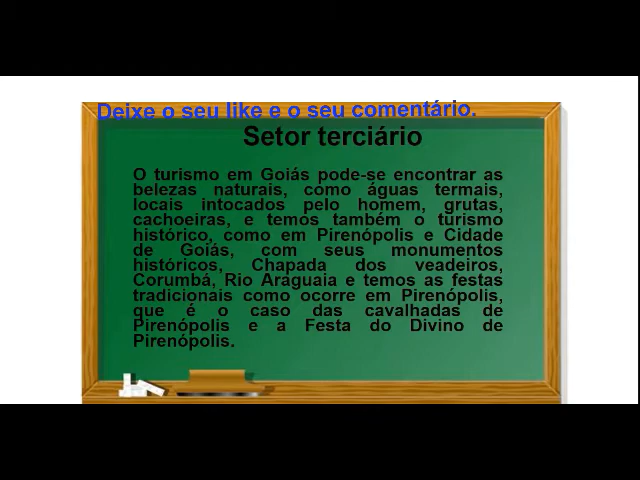 Deixe o seu like e o seu comentário.
Setor terciário
O turismo em Goiás pode-se encontrar as
belezas naturais, como águas termais,
locais intocados pelo homem, grutas,
cachoeiras, e temos também o turismo
histórico, como em Pirenópolis e Cidade
de Goiás, com seus monumentos
históricos, Chapada dos veadeiros,
Corumbá, Rio Araguaia e temos as festas
tradicionais como ocorre em Pirenópolis,
que é o caso das cavalhadas de
Pirenópolis e a Festa do Divino de
Pirenópolis.